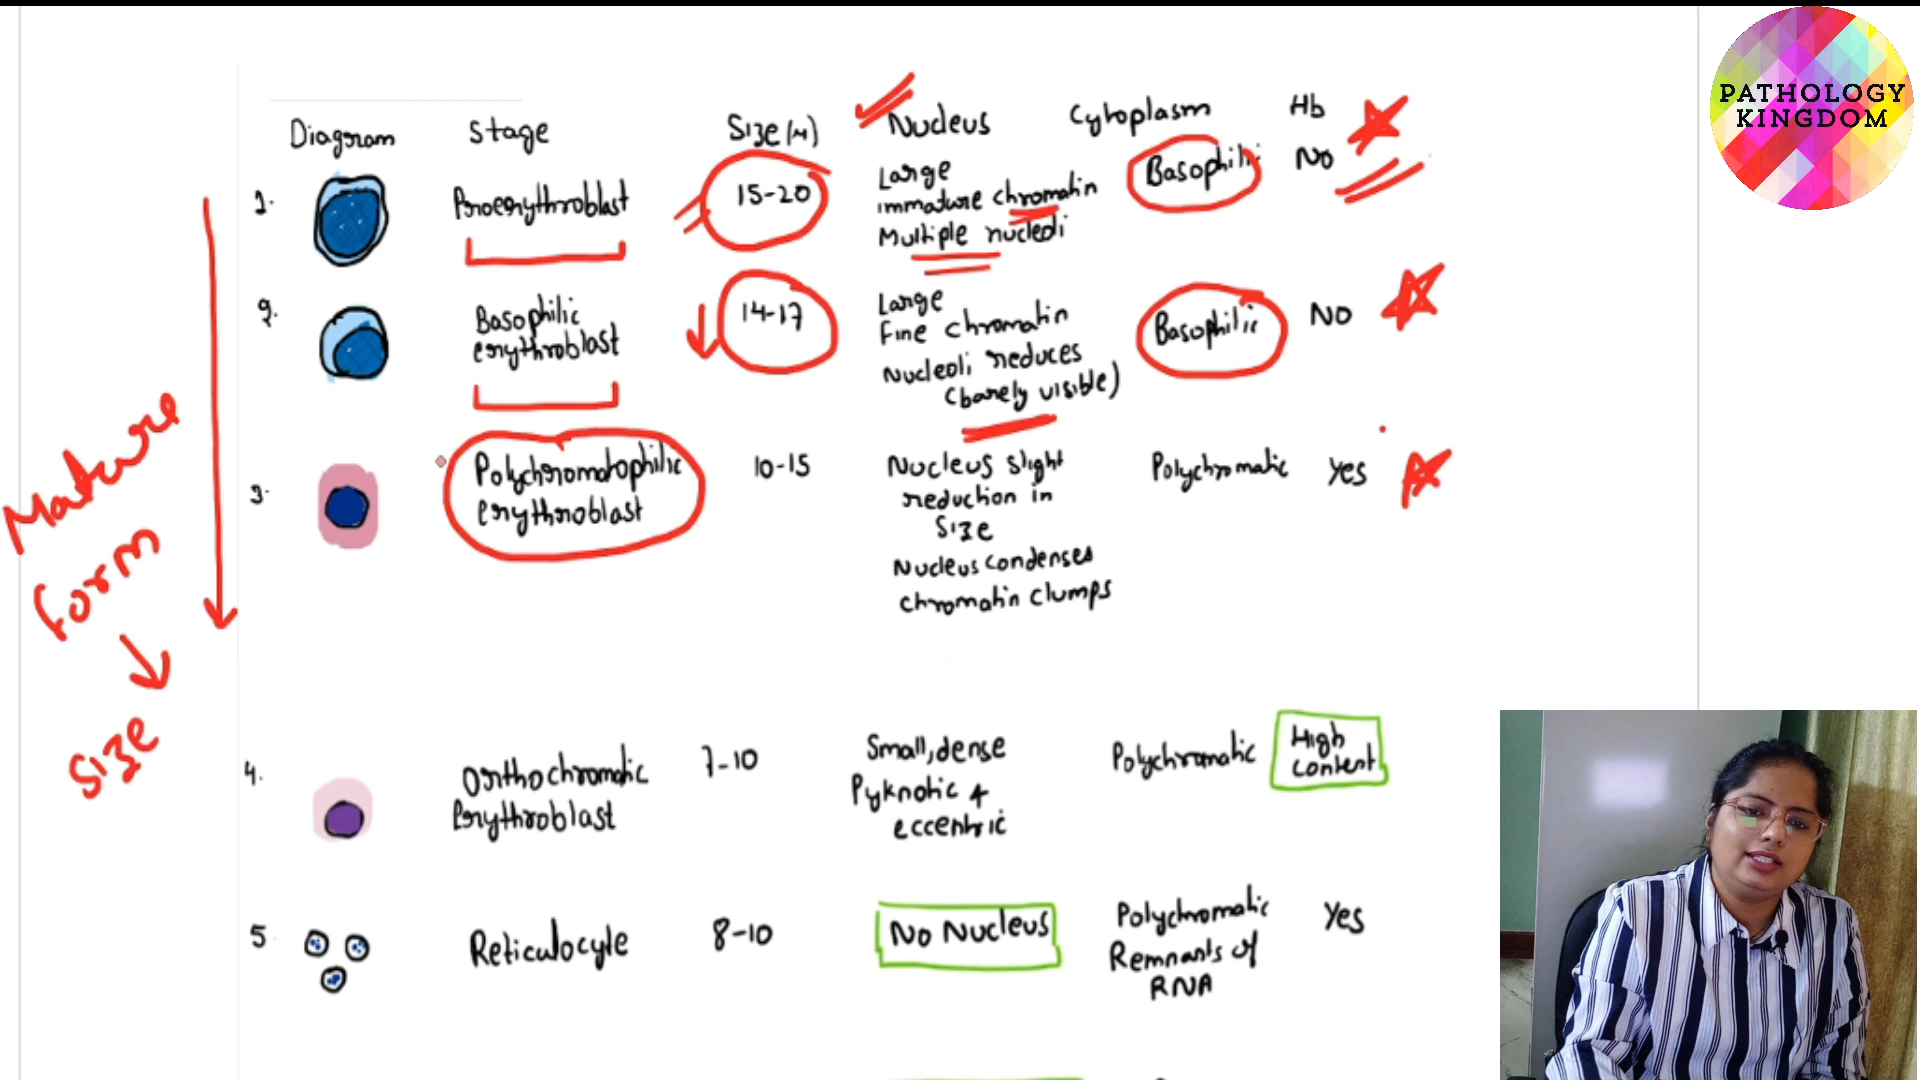 PATHOLOGY
KINGDOM
Diagram Stage Size (μ) Nucleus Cytoplasm Hb
1. Proerythroblast 15-20 Large Basophilic No
immature chromatin
Multiple nucleoli
2. Basophilic 14-17 Large Basophilic NO
erythroblast Fine chromatin
Nucleoli reduces
(barely visible)
3. Polychromatophilic 10-15 Nucleus slight Polychromatic Yes
erythroblast reduction in
Size
Nucleus condenses
chromatin clumps
4. Orthochromatic 7-10 Small, dense Polychromatic High
Erythroblast Pyknotic & content
eccentric
5. Reticulocyte 8-10 No Nucleus Polychromatic Yes
Remnants of
RNA
Mature
form
Size